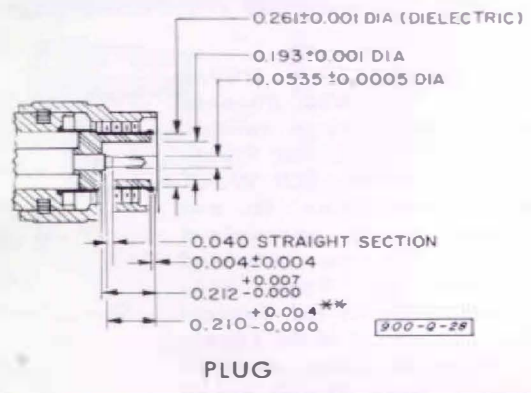 0.261±0.001 DIA (DIELECTRIC)
0.193±0.001 DIA
0.0535±0.0005 DIA
0.040 STRAIGHT SECTION
0.004±0.004
0.212 +0.007 -0.000
0.210 +0.004** -0.000
900-Q-28
PLUG